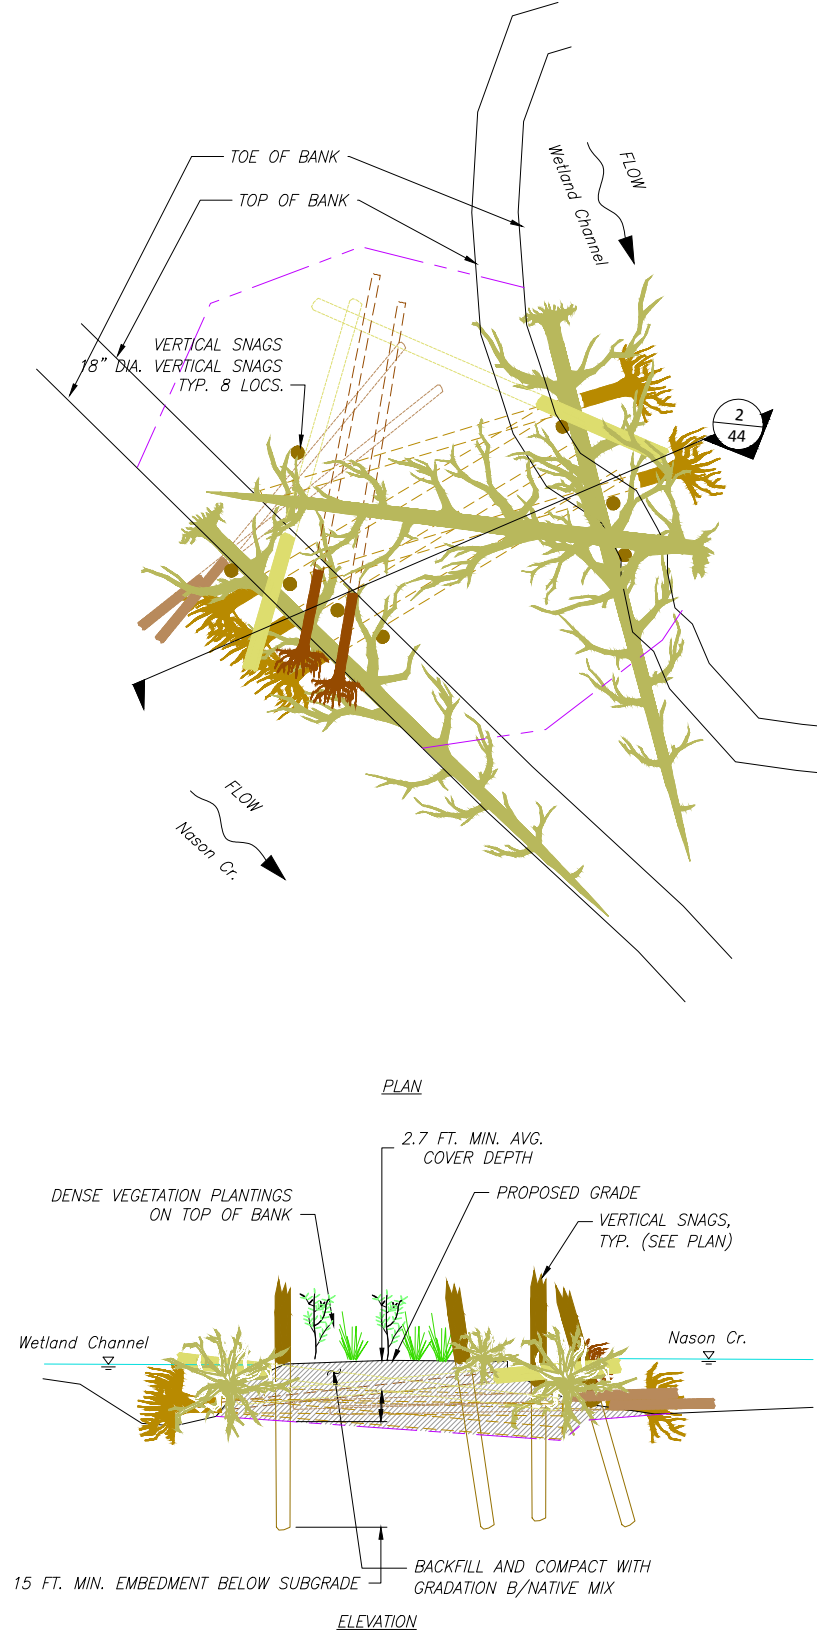 TOE OF BANK
TOP OF BANK
FLOW
Wetland Channel
VERTICAL SNAGS
18" DIA. VERTICAL SNAGS
TYP. 8 LOCS.
2
44
FLOW
Nason Cr.
PLAN
2.7 FT. MIN. AVG.
COVER DEPTH
DENSE VEGETATION PLANTINGS
ON TOP OF BANK
PROPOSED GRADE
VERTICAL SNAGS,
TYP. (SEE PLAN)
Wetland Channel
Nason Cr.
BACKFILL AND COMPACT WITH
GRADATION B/NATIVE MIX
15 FT. MIN. EMBEDMENT BELOW SUBGRADE
ELEVATION